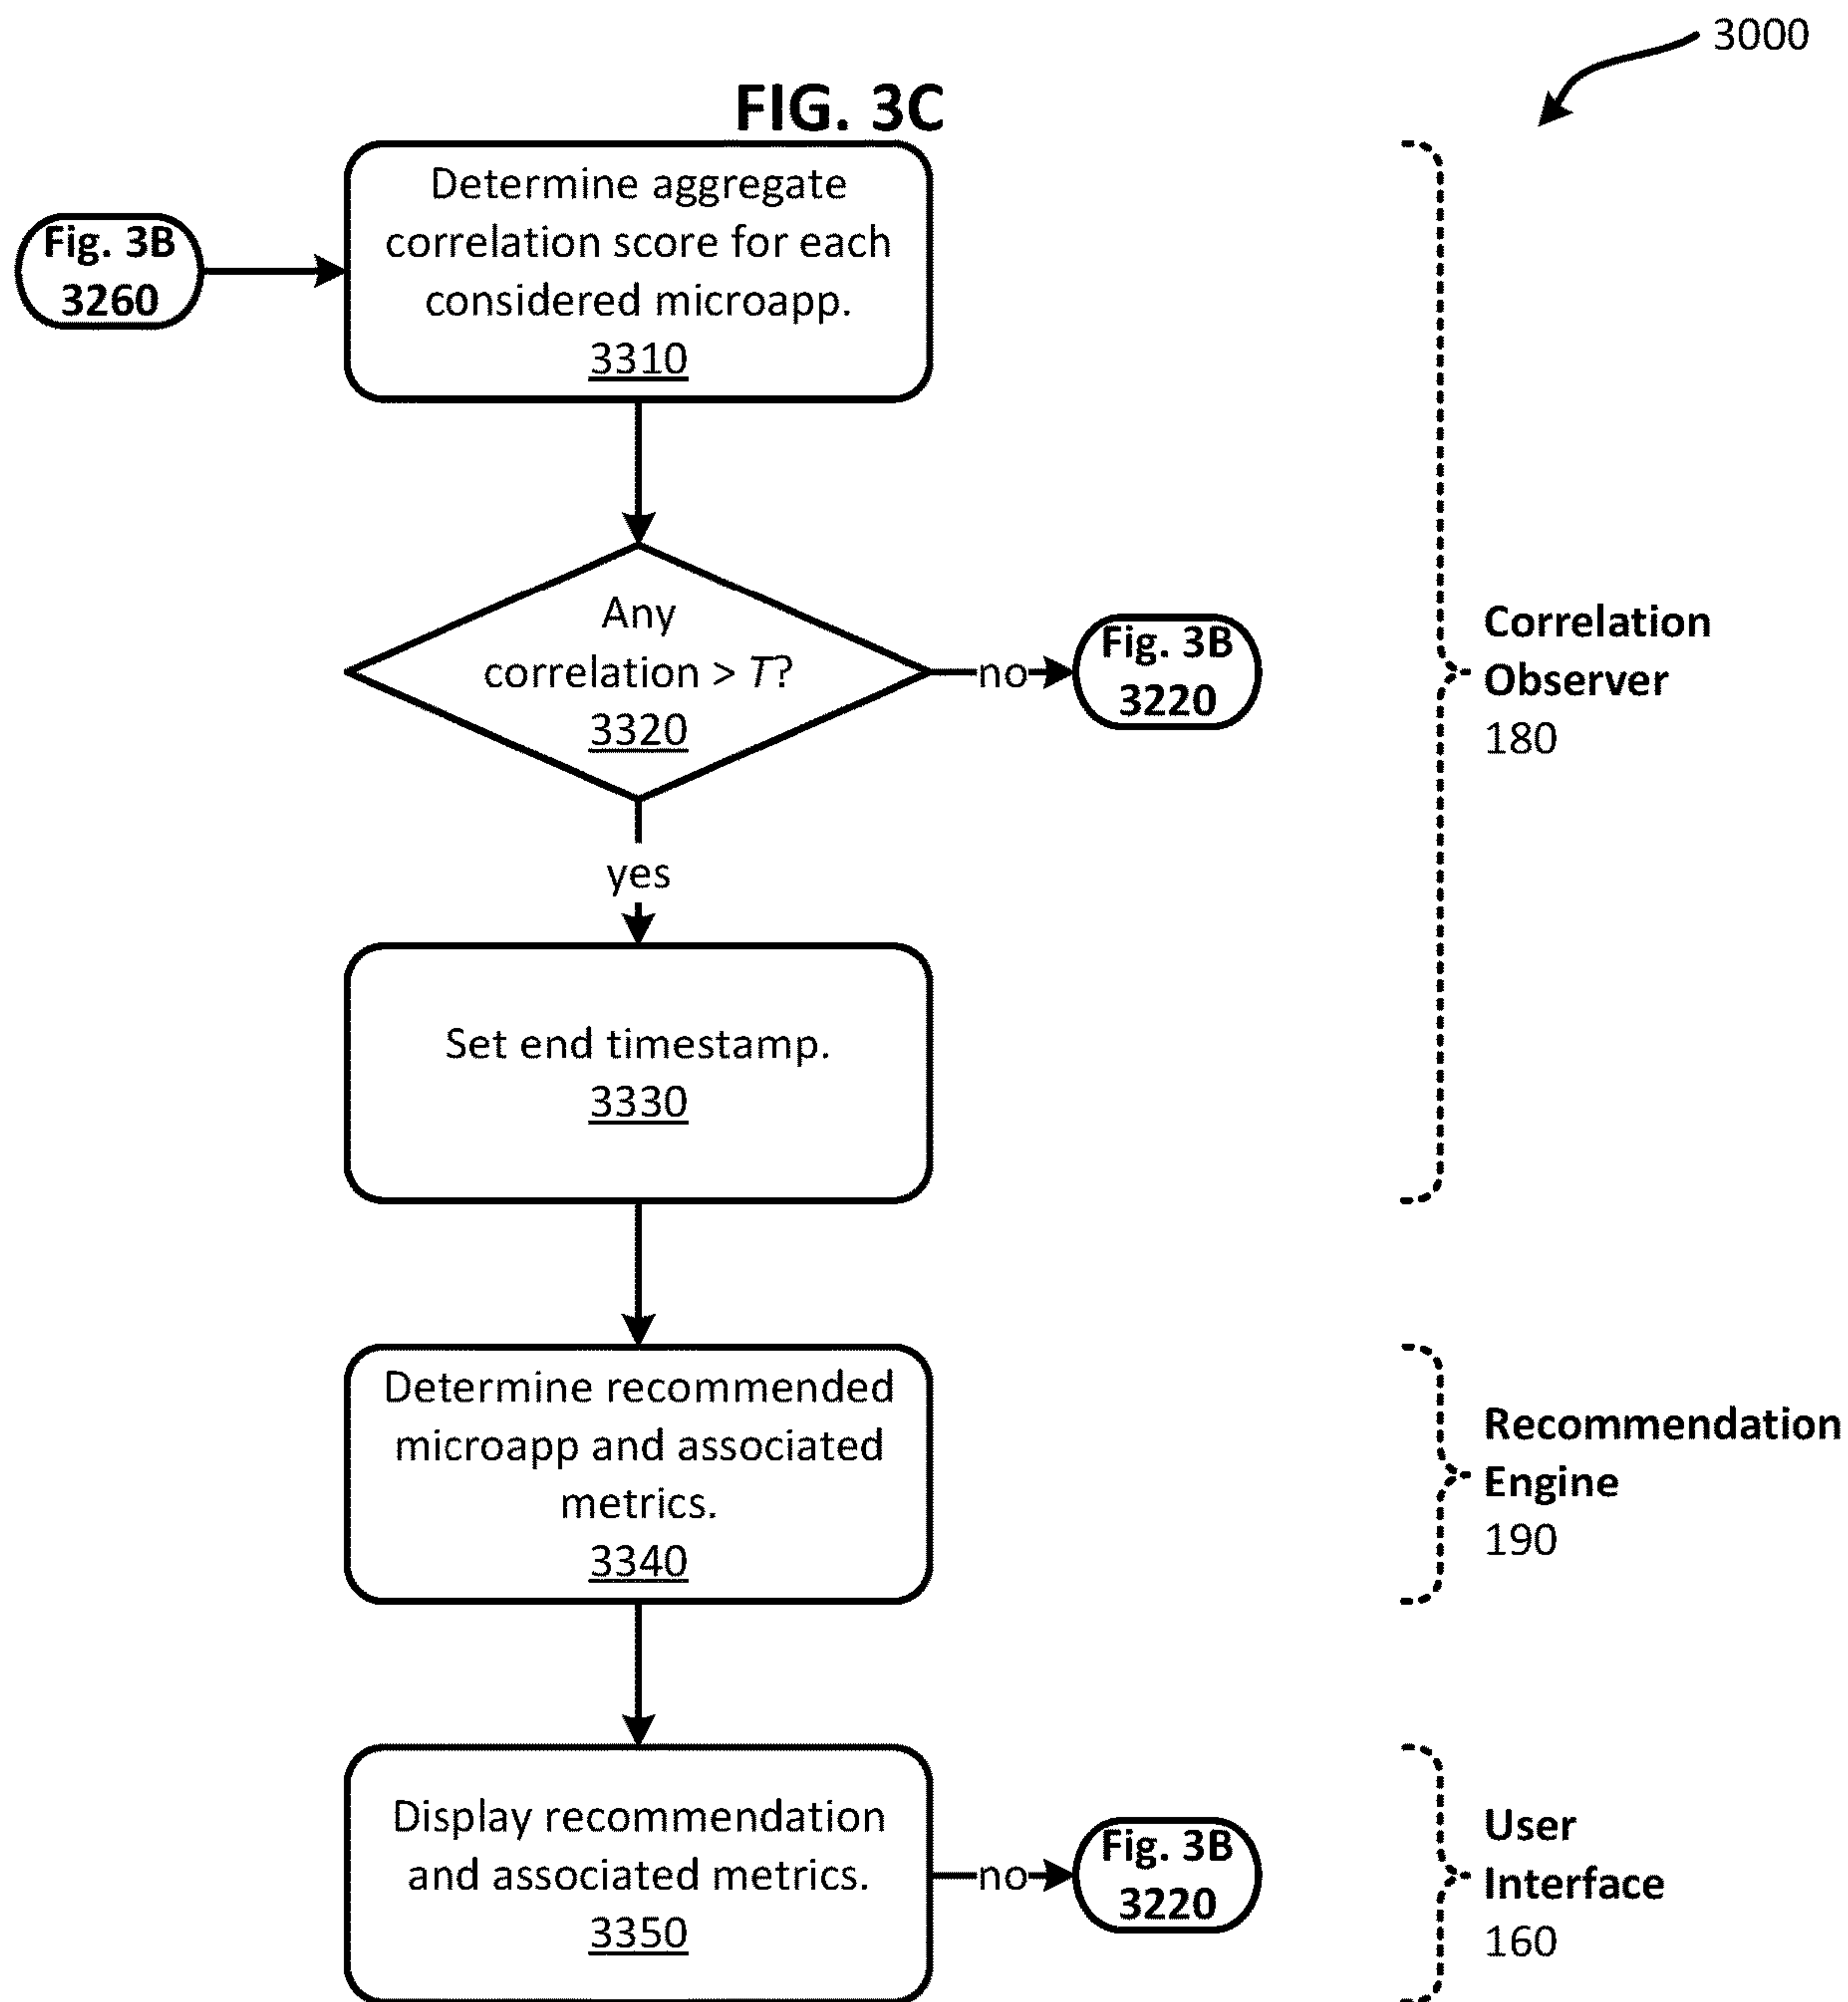 3000
FIG. 3C
Fig. 3B
3260
Determine aggregate
correlation score for each
considered microapp.
3310
Any
correlation > T?
3320
no
Fig. 3B
3220
yes
Set end timestamp.
3330
Correlation
Observer
180
Determine recommended
microapp and associated
metrics.
3340
Recommendation
Engine
190
Display recommendation
and associated metrics.
3350
no
Fig. 3B
3220
User
Interface
160